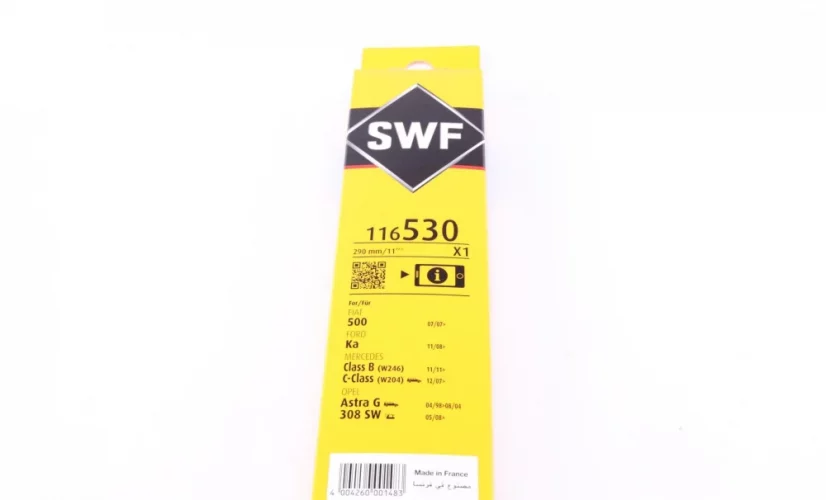 SWF
116530
290 mm/11"
X1
For/Für
FIAT
500 07/07>
FORD
Ka 11/08>
MERCEDES
Class B (W246) 11/11>
C-Class (W204) 12/07>
OPEL
Astra G 04/98>08/04
308 SW 05/08>
Made in France
مصنوع في فرنسا
4 004260 001483